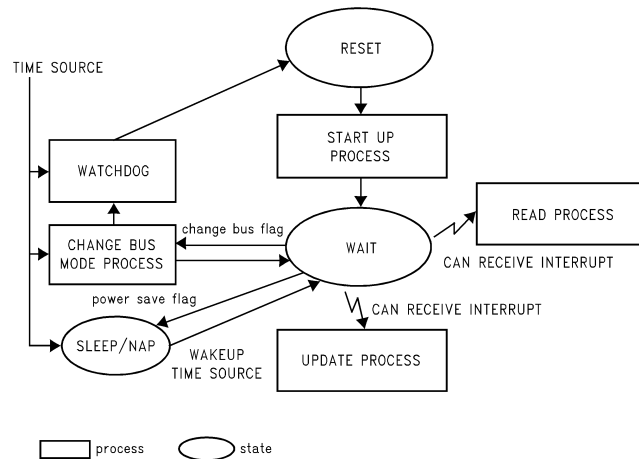 RESET
TIME SOURCE
START UP
PROCESS
WATCHDOG
READ PROCESS
change bus flag
CHANGE BUS
MODE PROCESS
WAIT
CAN RECEIVE INTERRUPT
power save flag
CAN RECEIVE INTERRUPT
SLEEP/NAP
WAKEUP
TIME SOURCE
UPDATE PROCESS
process
state